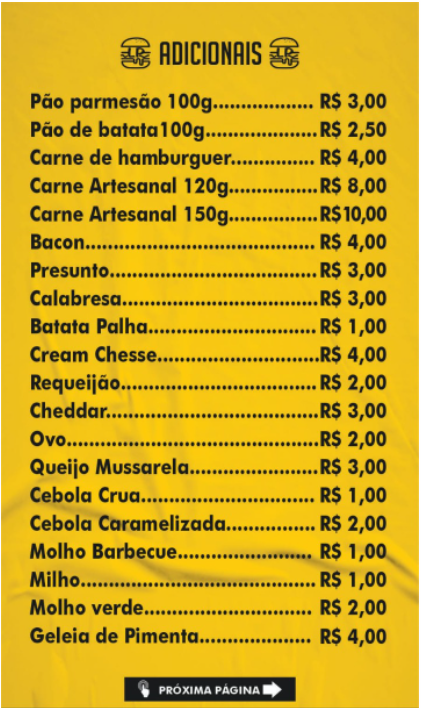 ADICIONAIS
Pão parmesão 100g.................. R$ 3,00
Pão de batata100g....................R$ 2,50
Carne de hamburguer............... R$ 4,00
Carne Artesanal 120g................R$ 8,00
Carne Artesanal 150g................R$10,00
Bacon......................................... R$ 4,00
Presunto.....................................R$ 3,00
Calabresa...................................R$ 3,00
Batata Palha.............................. R$ 1,00
Cream Chesse.............................R$ 4,00
Requeijão...................................R$ 2,00
Cheddar......................................R$ 3,00
Ovo.............................................R$ 2,00
Queijo Mussarela.......................R$ 3,00
Cebola Crua............................... R$ 1,00
Cebola Caramelizada................ R$ 2,00
Molho Barbecue........................ R$ 1,00
Milho.......................................... R$ 1,00
Molho verde.............................. R$ 2,00
Geleia de Pimenta.................... R$ 4,00
PRÓXIMA PÁGINA